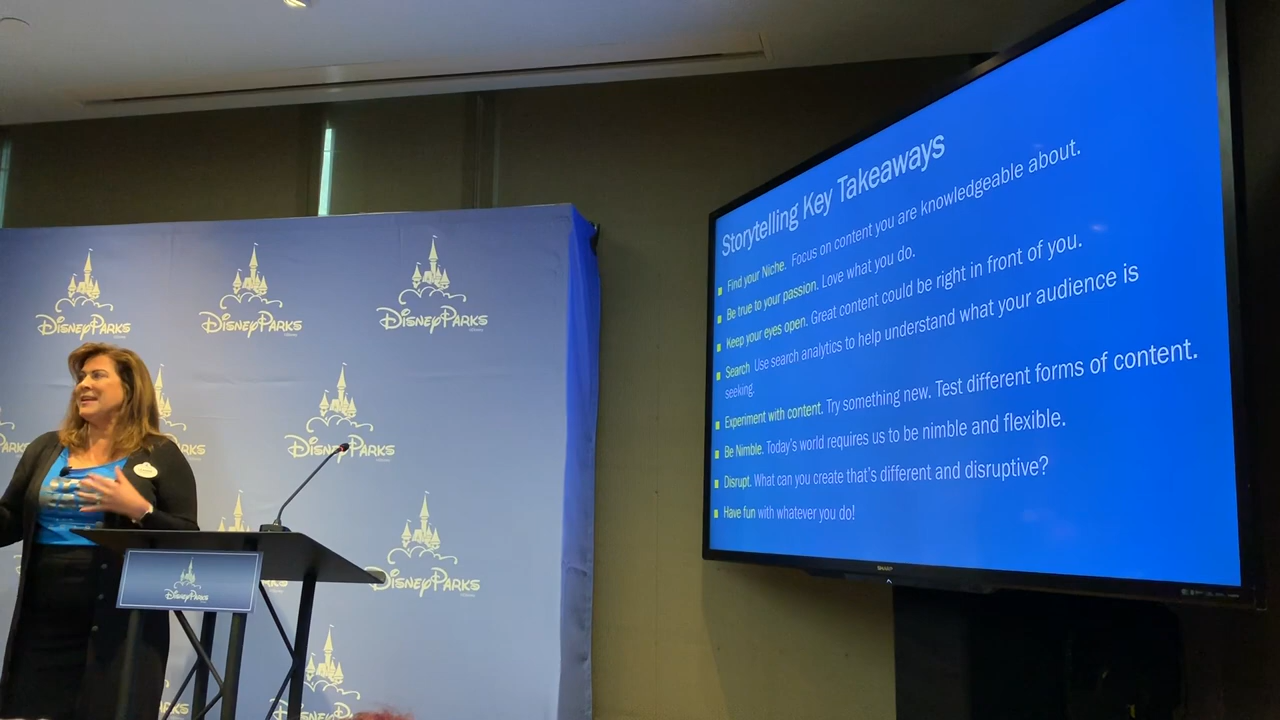 Storytelling Key Takeaways
Find your Niche. Focus on content you are knowledgeable about.
Be true to your passion. Love what you do.
Keep your eyes open. Great content could be right in front of you.
Search Use search analytics to help understand what your audience is
seeking.
Experiment with content. Try something new. Test different forms of content.
Be Nimble. Today's world requires us to be nimble and flexible.
Disrupt. What can you create that's different and disruptive?
Have fun with whatever you do!
SHARP
DISNEY PARKS
DISNEY PARKS
DISNEY PARKS
DISNEY PARKS
DISNEY PARKS
DISNEY PARKS